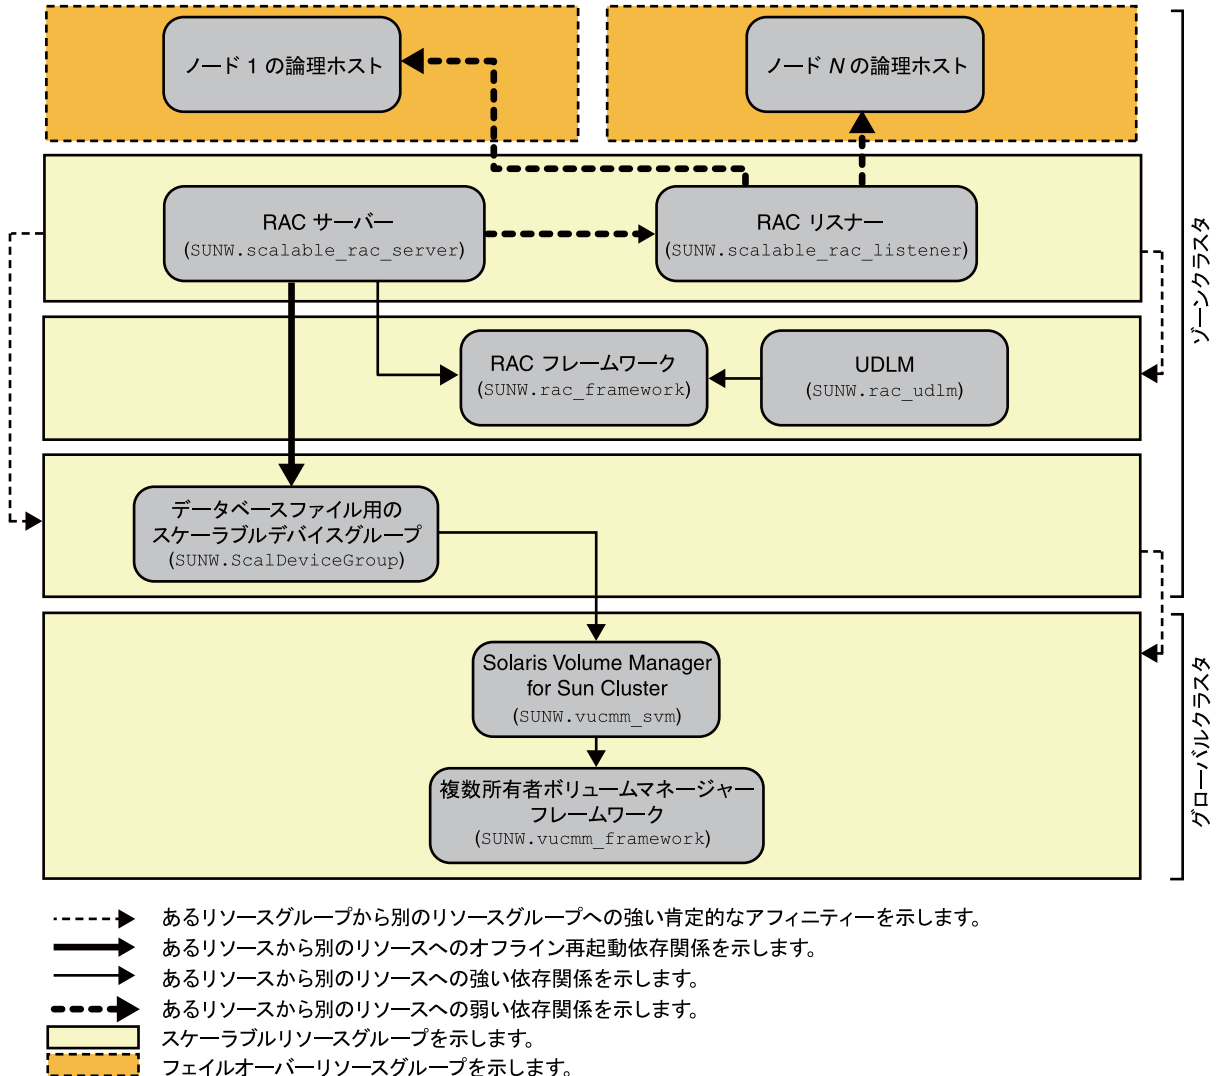 ノード 1 の論理ホスト
ノード N の論理ホスト
RAC サーバー
(SUNW.scalable_rac_server)
RAC リスナー
(SUNW.scalable_rac_listener)
ゾーンクラスタ
RAC フレームワーク
(SUNW.rac_framework)
UDLM
(SUNW.rac_udlm)
データベースファイル用の
スケーラブルデバイスグループ
(SUNW.ScalDeviceGroup)
Solaris Volume Manager
for Sun Cluster
(SUNW.vucmm_svm)
複数所有者ボリュームマネージャー
フレームワーク
(SUNW.vucmm_framework)
グローバルクラスタ
あるリソースグループから別のリソースグループへの強い肯定的なアフィニティーを示します。
あるリソースから別のリソースへのオフライン再起動依存関係を示します。
あるリソースから別のリソースへの強い依存関係を示します。
あるリソースから別のリソースへの弱い依存関係を示します。
スケーラブルリソースグループを示します。
フェイルオーバーリソースグループを示します。